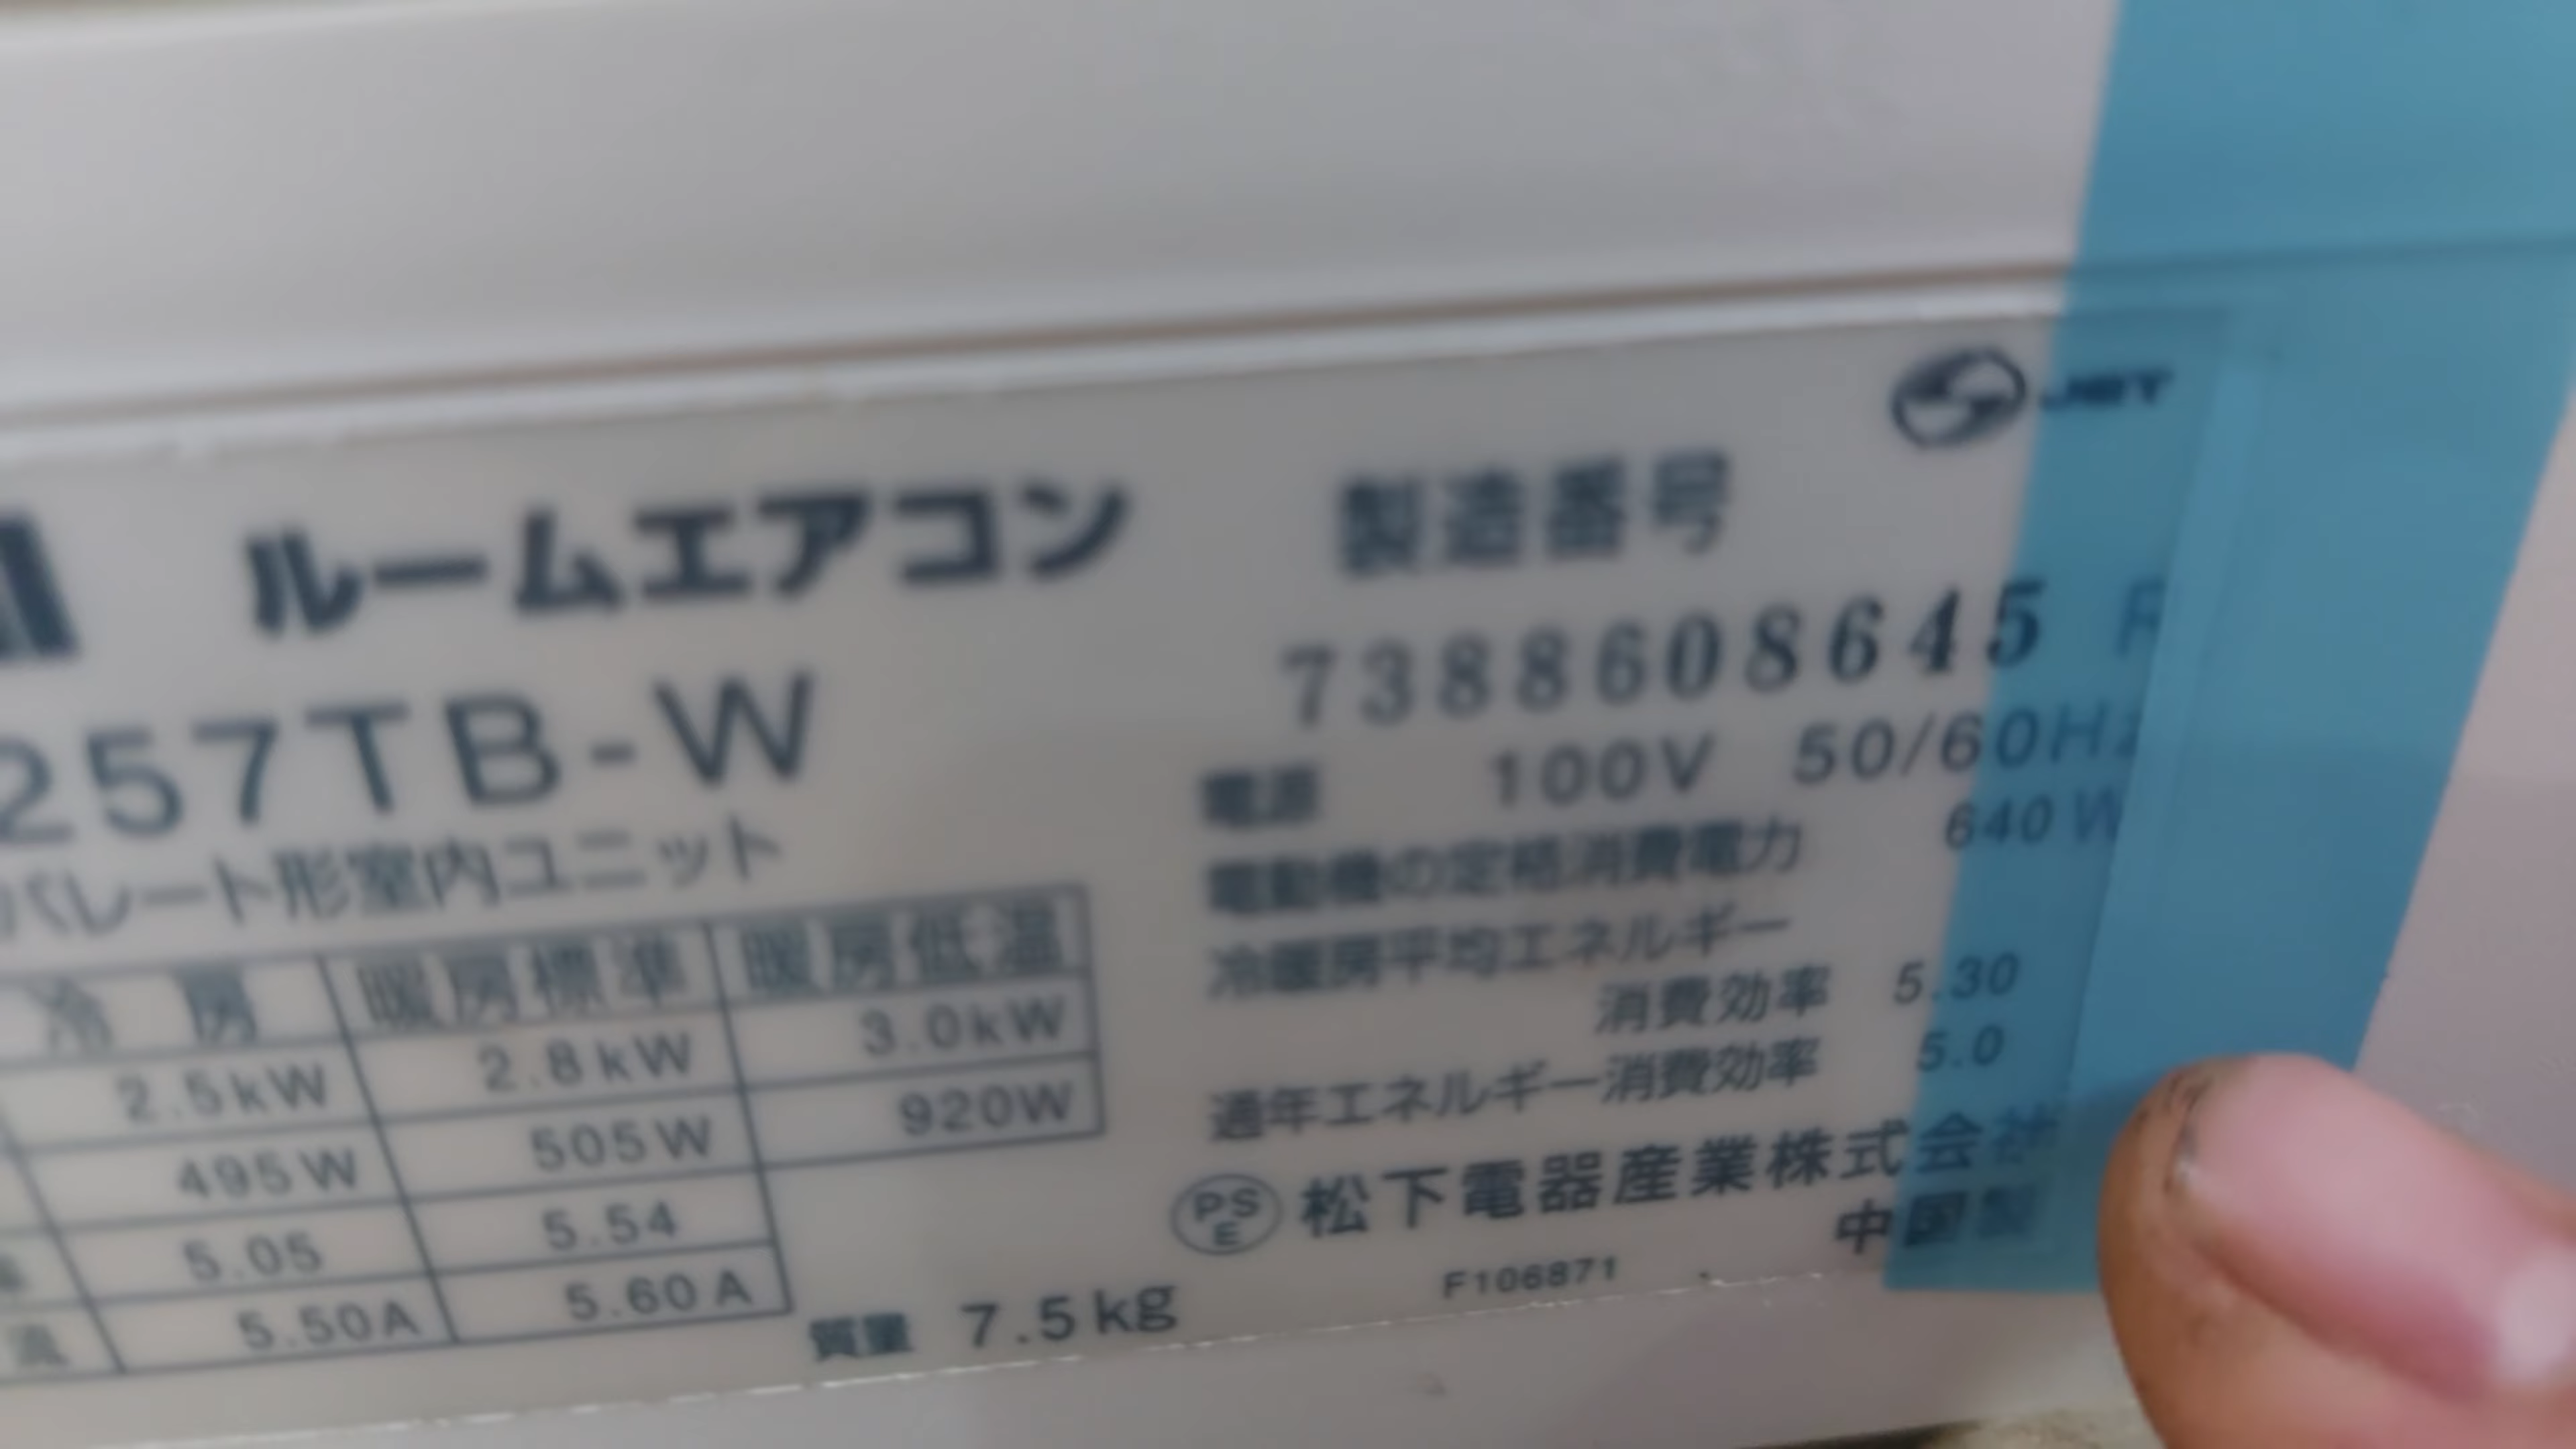 JET
ルームエアコン
製造番号
7388608645
257TB-W
電源 100V 50/60Hz
パレート形室内ユニット
電動機の定格消費電力 640W
冷暖房平均エネルギー
消費効率 5.30
通年エネルギー消費効率 5.0
冷房 暖房標準 暖房低温
2.5kW 2.8kW 3.0kW
495W 505W 920W
5.05 5.54
5.50A 5.60A
質量 7.5kg
PSE 松下電器産業株式会社
中国製
F106871